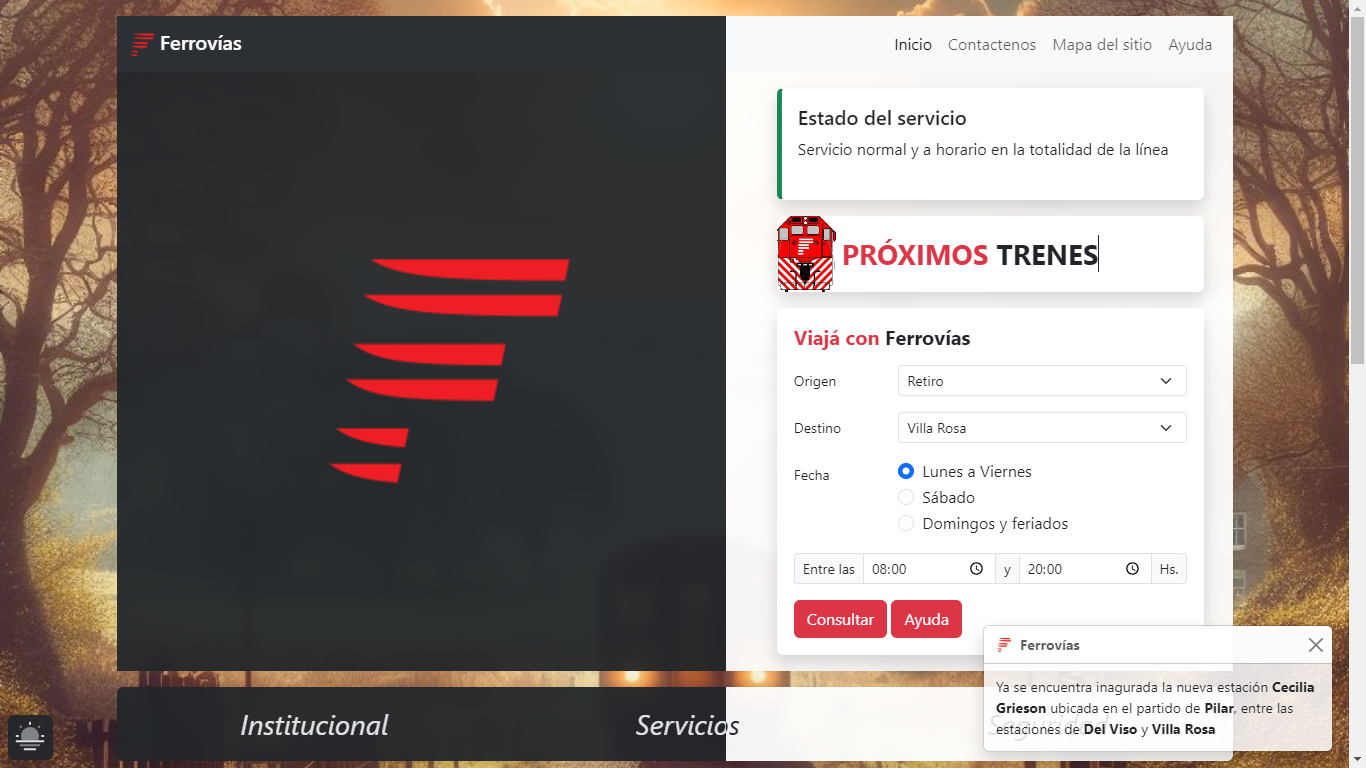 Ferrovías
Inicio Contactenos Mapa del sitio Ayuda
Estado del servicio
Servicio normal y a horario en la totalidad de la línea
PRÓXIMOS TRENES
Viajá con Ferrovías
Origen Retiro
Destino Villa Rosa
Fecha Lunes a Viernes
Sábado
Domingos y feriados
Entre las 08:00 y 20:00 Hs.
Consultar Ayuda
Ferrovías
Ya se encuentra inagurada la nueva estación Cecilia
Grieson ubicada en el partido de Pilar, entre las
estaciones de Del Viso y Villa Rosa
Institucional Servicios Seguridad